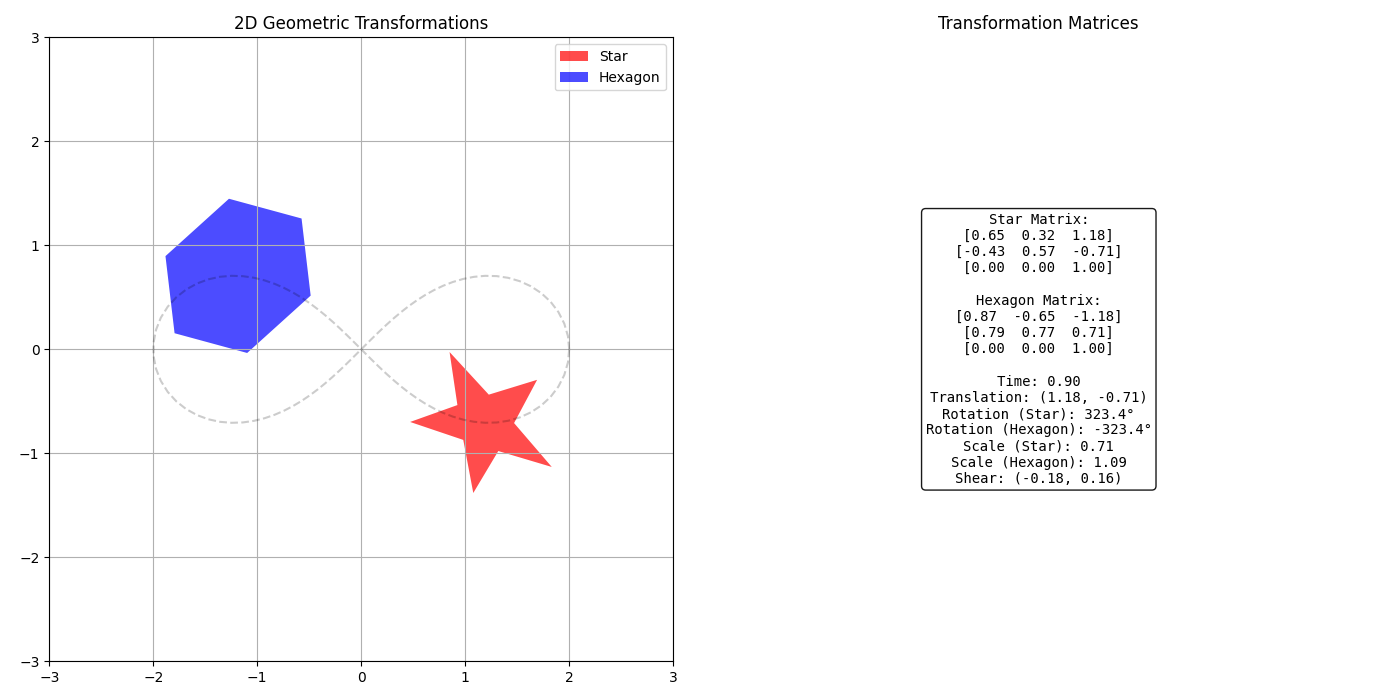 2D Geometric Transformations
3
2
1
0
−1
−2
−3
−3
−2
−1
0
1
2
3
Star
Hexagon
Transformation Matrices
Star Matrix:
[0.65  0.32  1.18]
[-0.43  0.57  -0.71]
[0.00  0.00  1.00]
Hexagon Matrix:
[0.87  -0.65  -1.18]
[0.79  0.77  0.71]
[0.00  0.00  1.00]
Time: 0.90
Translation: (1.18, -0.71)
Rotation (Star): 323.4°
Rotation (Hexagon): -323.4°
Scale (Star): 0.71
Scale (Hexagon): 1.09
Shear: (-0.18, 0.16)